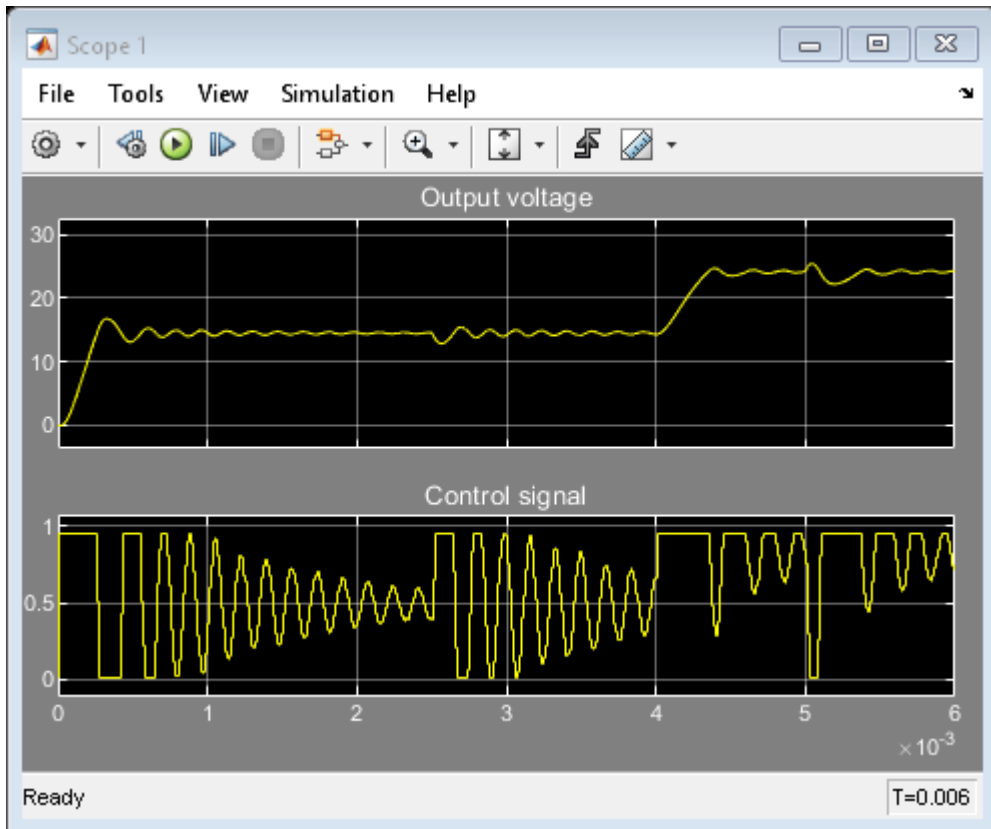 Scope 1
File Tools View Simulation Help
Output voltage
30
20
10
0
Control signal
1
0.5
0
0 1 2 3 4 5 6
×10-3
Ready T=0.006